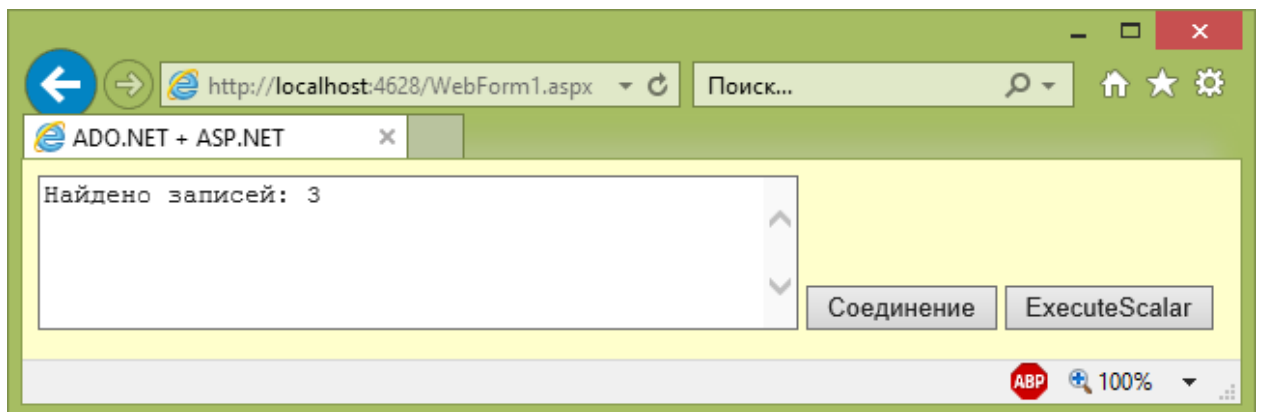 http://localhost:4628/WebForm1.aspx
Поиск...
ADO.NET + ASP.NET
Найдено записей: 3
Соединение
ExecuteScalar
ABP
100%